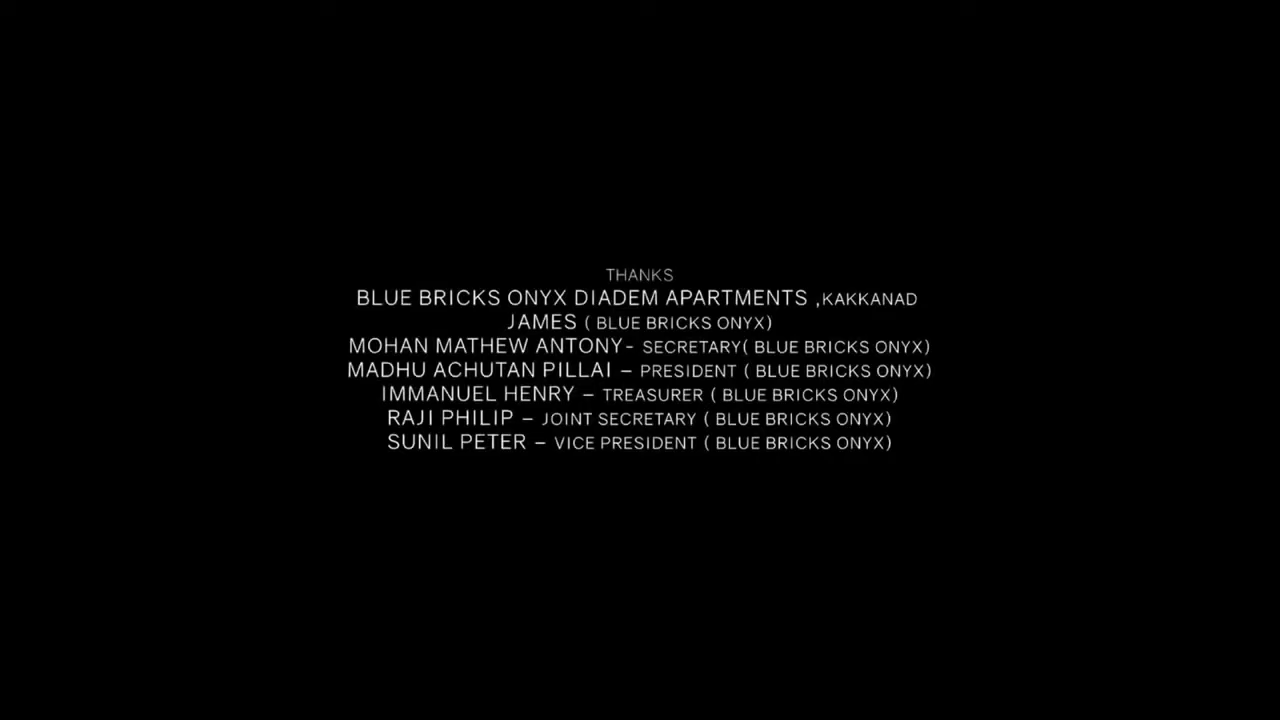 THANKS
BLUE BRICKS ONYX DIADEM APARTMENTS ,KAKKANAD
JAMES ( BLUE BRICKS ONYX)
MOHAN MATHEW ANTONY- SECRETARY( BLUE BRICKS ONYX)
MADHU ACHUTAN PILLAI – PRESIDENT ( BLUE BRICKS ONYX)
IMMANUEL HENRY – TREASURER ( BLUE BRICKS ONYX)
RAJI PHILIP – JOINT SECRETARY ( BLUE BRICKS ONYX)
SUNIL PETER – VICE PRESIDENT ( BLUE BRICKS ONYX)